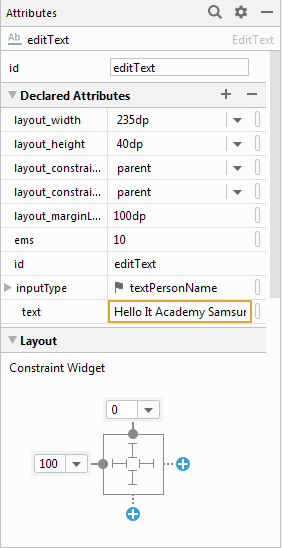 Attributes
Ab editText EditText
id editText
Declared Attributes
layout_width 235dp
layout_height 40dp
layout_constrai... parent
layout_constrai... parent
layout_marginL... 100dp
ems 10
id editText
inputType textPersonName
text Hello It Academy Samsur
Layout
Constraint Widget
0
100